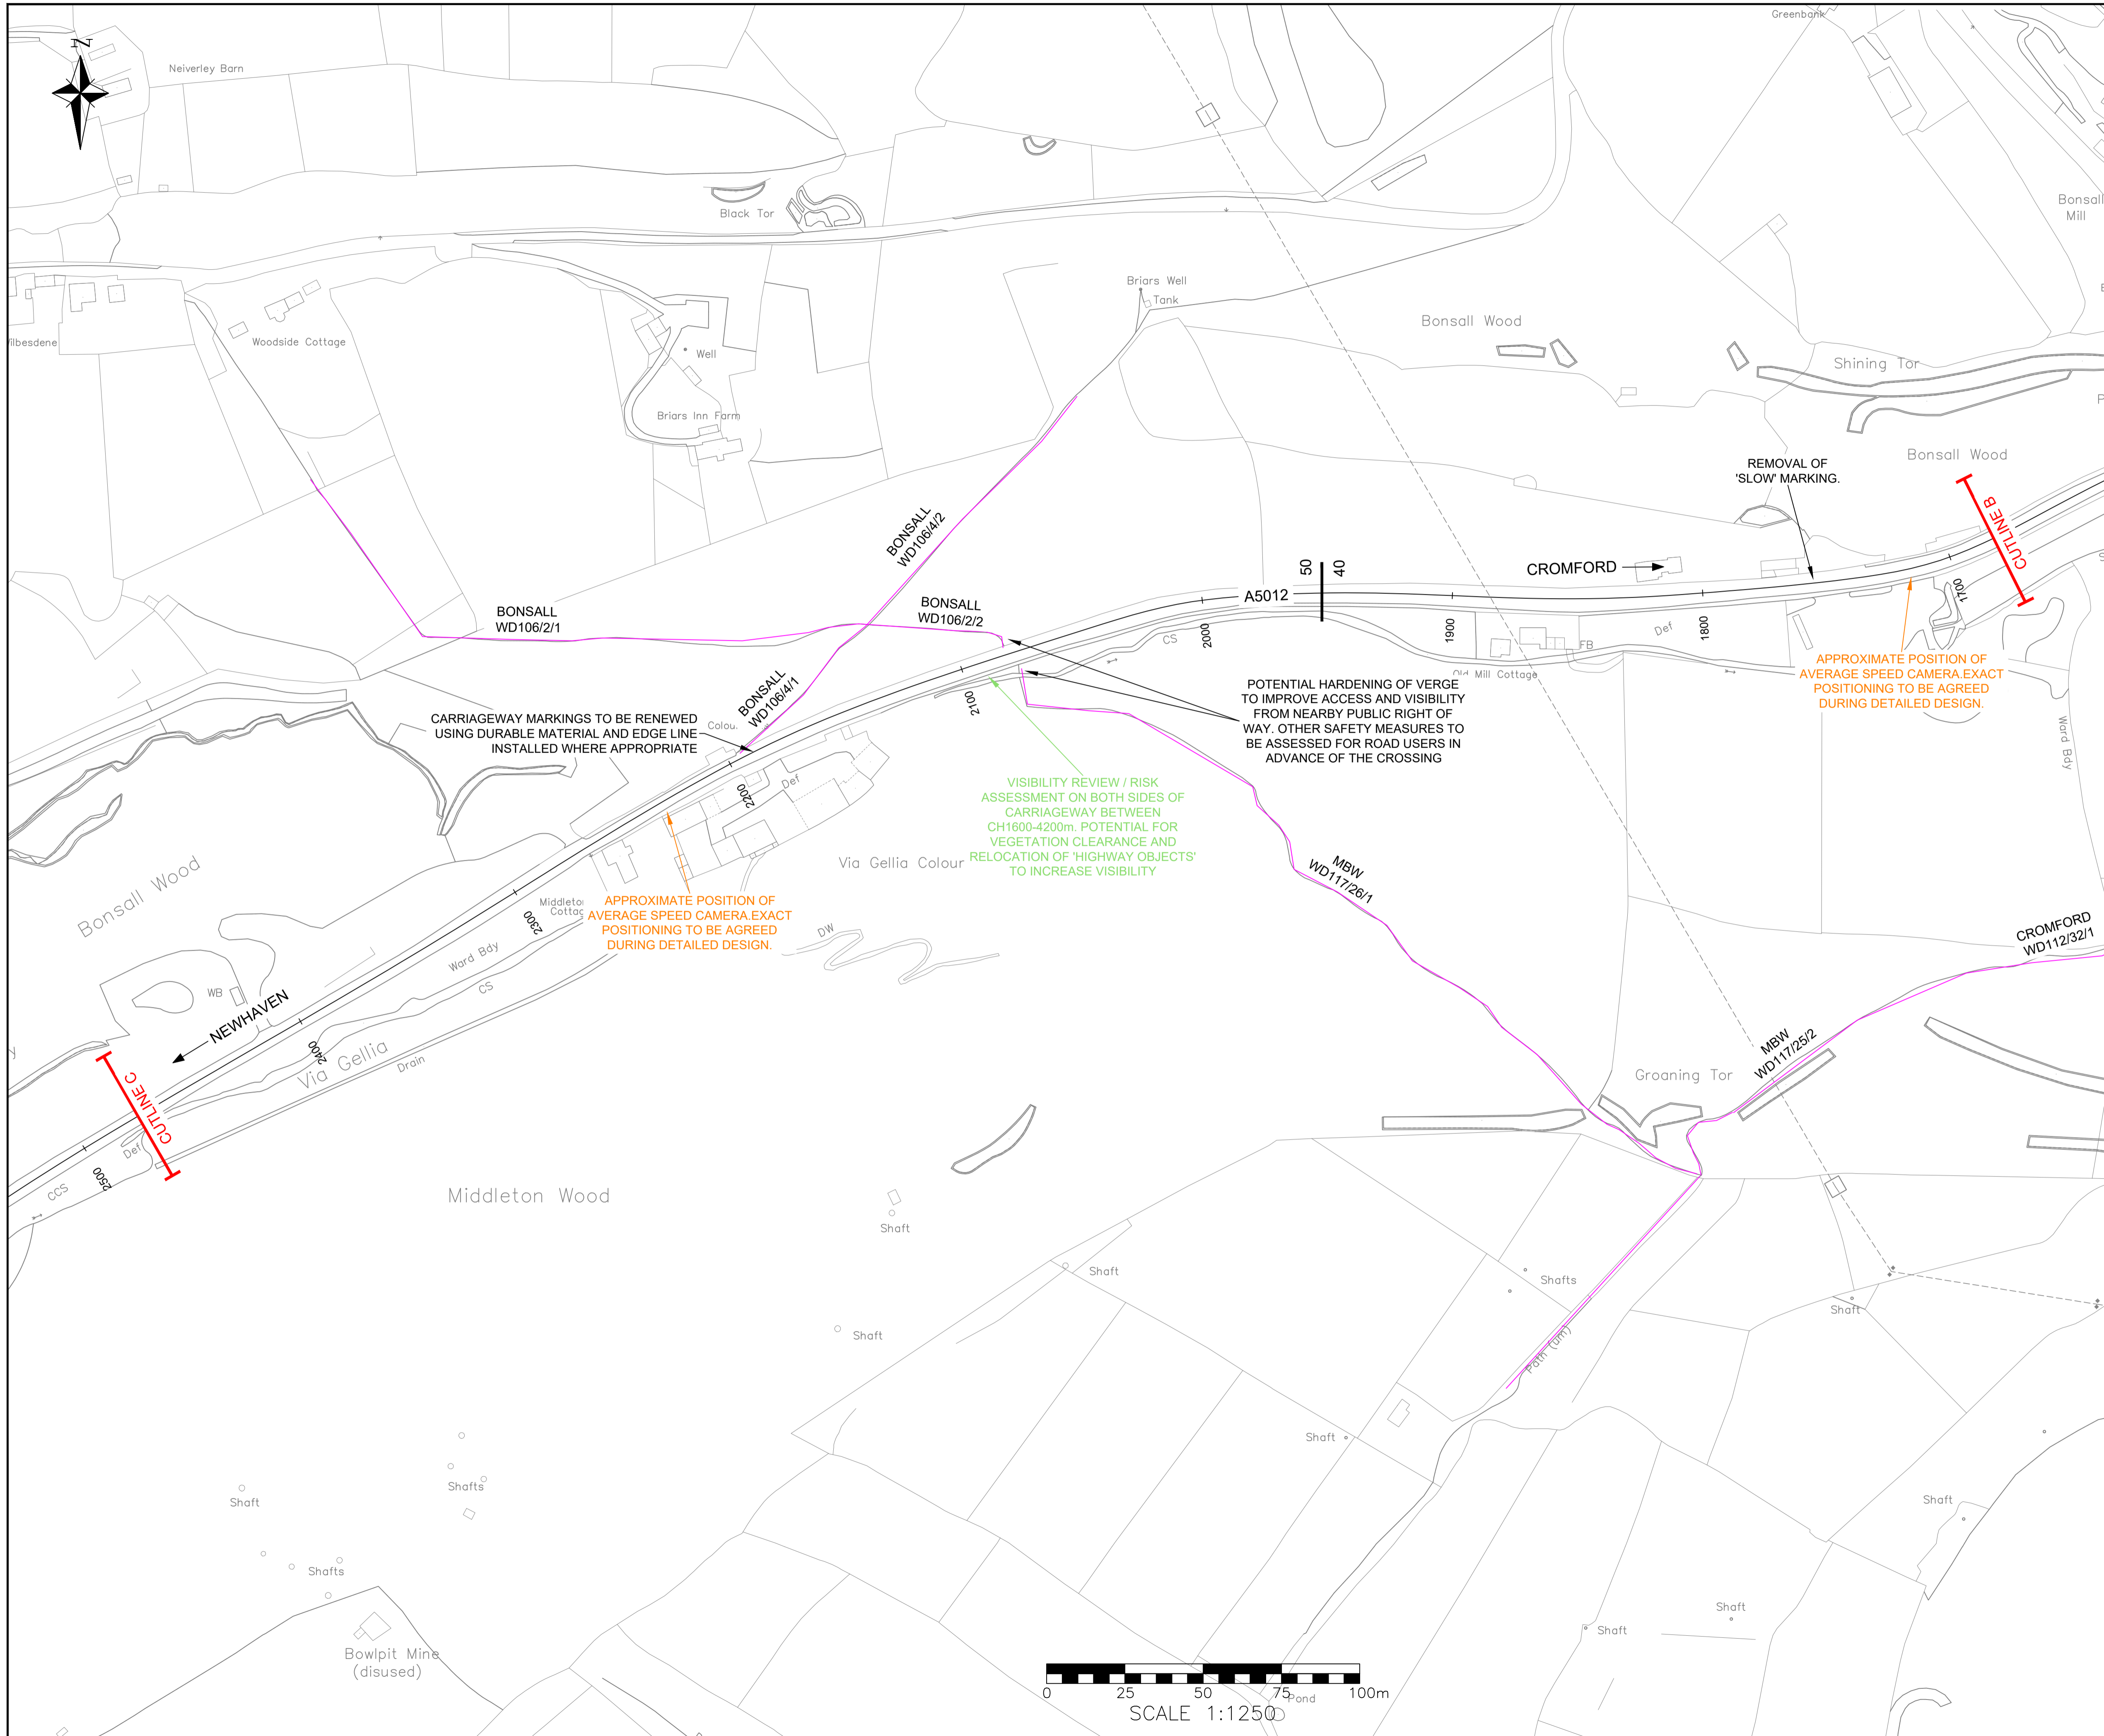 Greenbank
N
Neiverley Barn
Bonsall
Mill
Black Tor
Briars Well
Tank
Bonsall Wood
Woodside Cottage
Well
Shining Tor
Briars Inn Farm
Bonsall Wood
REMOVAL OF
'SLOW' MARKING.
CUTLINE B
BONSALL
WD106/4/2
50
40
CROMFORD
A5012
BONSALL
WD106/2/1
BONSALL
WD106/2/2
1700
2000
CS
1900
FB
Def
1800
Old Mill Cottage
APPROXIMATE POSITION OF
AVERAGE SPEED CAMERA.EXACT
POSITIONING TO BE AGREED
DURING DETAILED DESIGN.
BONSALL
WD106/4/1
2100
POTENTIAL HARDENING OF VERGE
TO IMPROVE ACCESS AND VISIBILITY
FROM NEARBY PUBLIC RIGHT OF
WAY. OTHER SAFETY MEASURES TO
BE ASSESSED FOR ROAD USERS IN
ADVANCE OF THE CROSSING
Ward Bdy
CARRIAGEWAY MARKINGS TO BE RENEWED
USING DURABLE MATERIAL AND EDGE LINE
INSTALLED WHERE APPROPRIATE
Colour
Def
2200
VISIBILITY REVIEW / RISK
ASSESSMENT ON BOTH SIDES OF
CARRIAGEWAY BETWEEN
CH1600-4200m. POTENTIAL FOR
VEGETATION CLEARANCE AND
RELOCATION OF 'HIGHWAY OBJECTS'
TO INCREASE VISIBILITY
Via Gellia Colour
MBW
WD117/26/1
Bonsall Wood
Middleton
Cottag
APPROXIMATE POSITION OF
AVERAGE SPEED CAMERA.EXACT
POSITIONING TO BE AGREED
DURING DETAILED DESIGN.
2300
DW
Ward Bdy
CS
CROMFORD
WD112/32/1
WB
NEWHAVEN
2400
Via Gellia
Drain
MBW
WD117/25/2
Groaning Tor
CUTLINE C
Def
2500
CCS
Middleton Wood
Shaft
Shaft
Shafts
Shaft
Shaft
Path (um)
Shaft
Shafts
Shaft
Shaft
Shafts
Shaft
Shaft
Bowlpit Mine
(disused)
0 25 50 75 100m
Pond
SCALE 1:1250